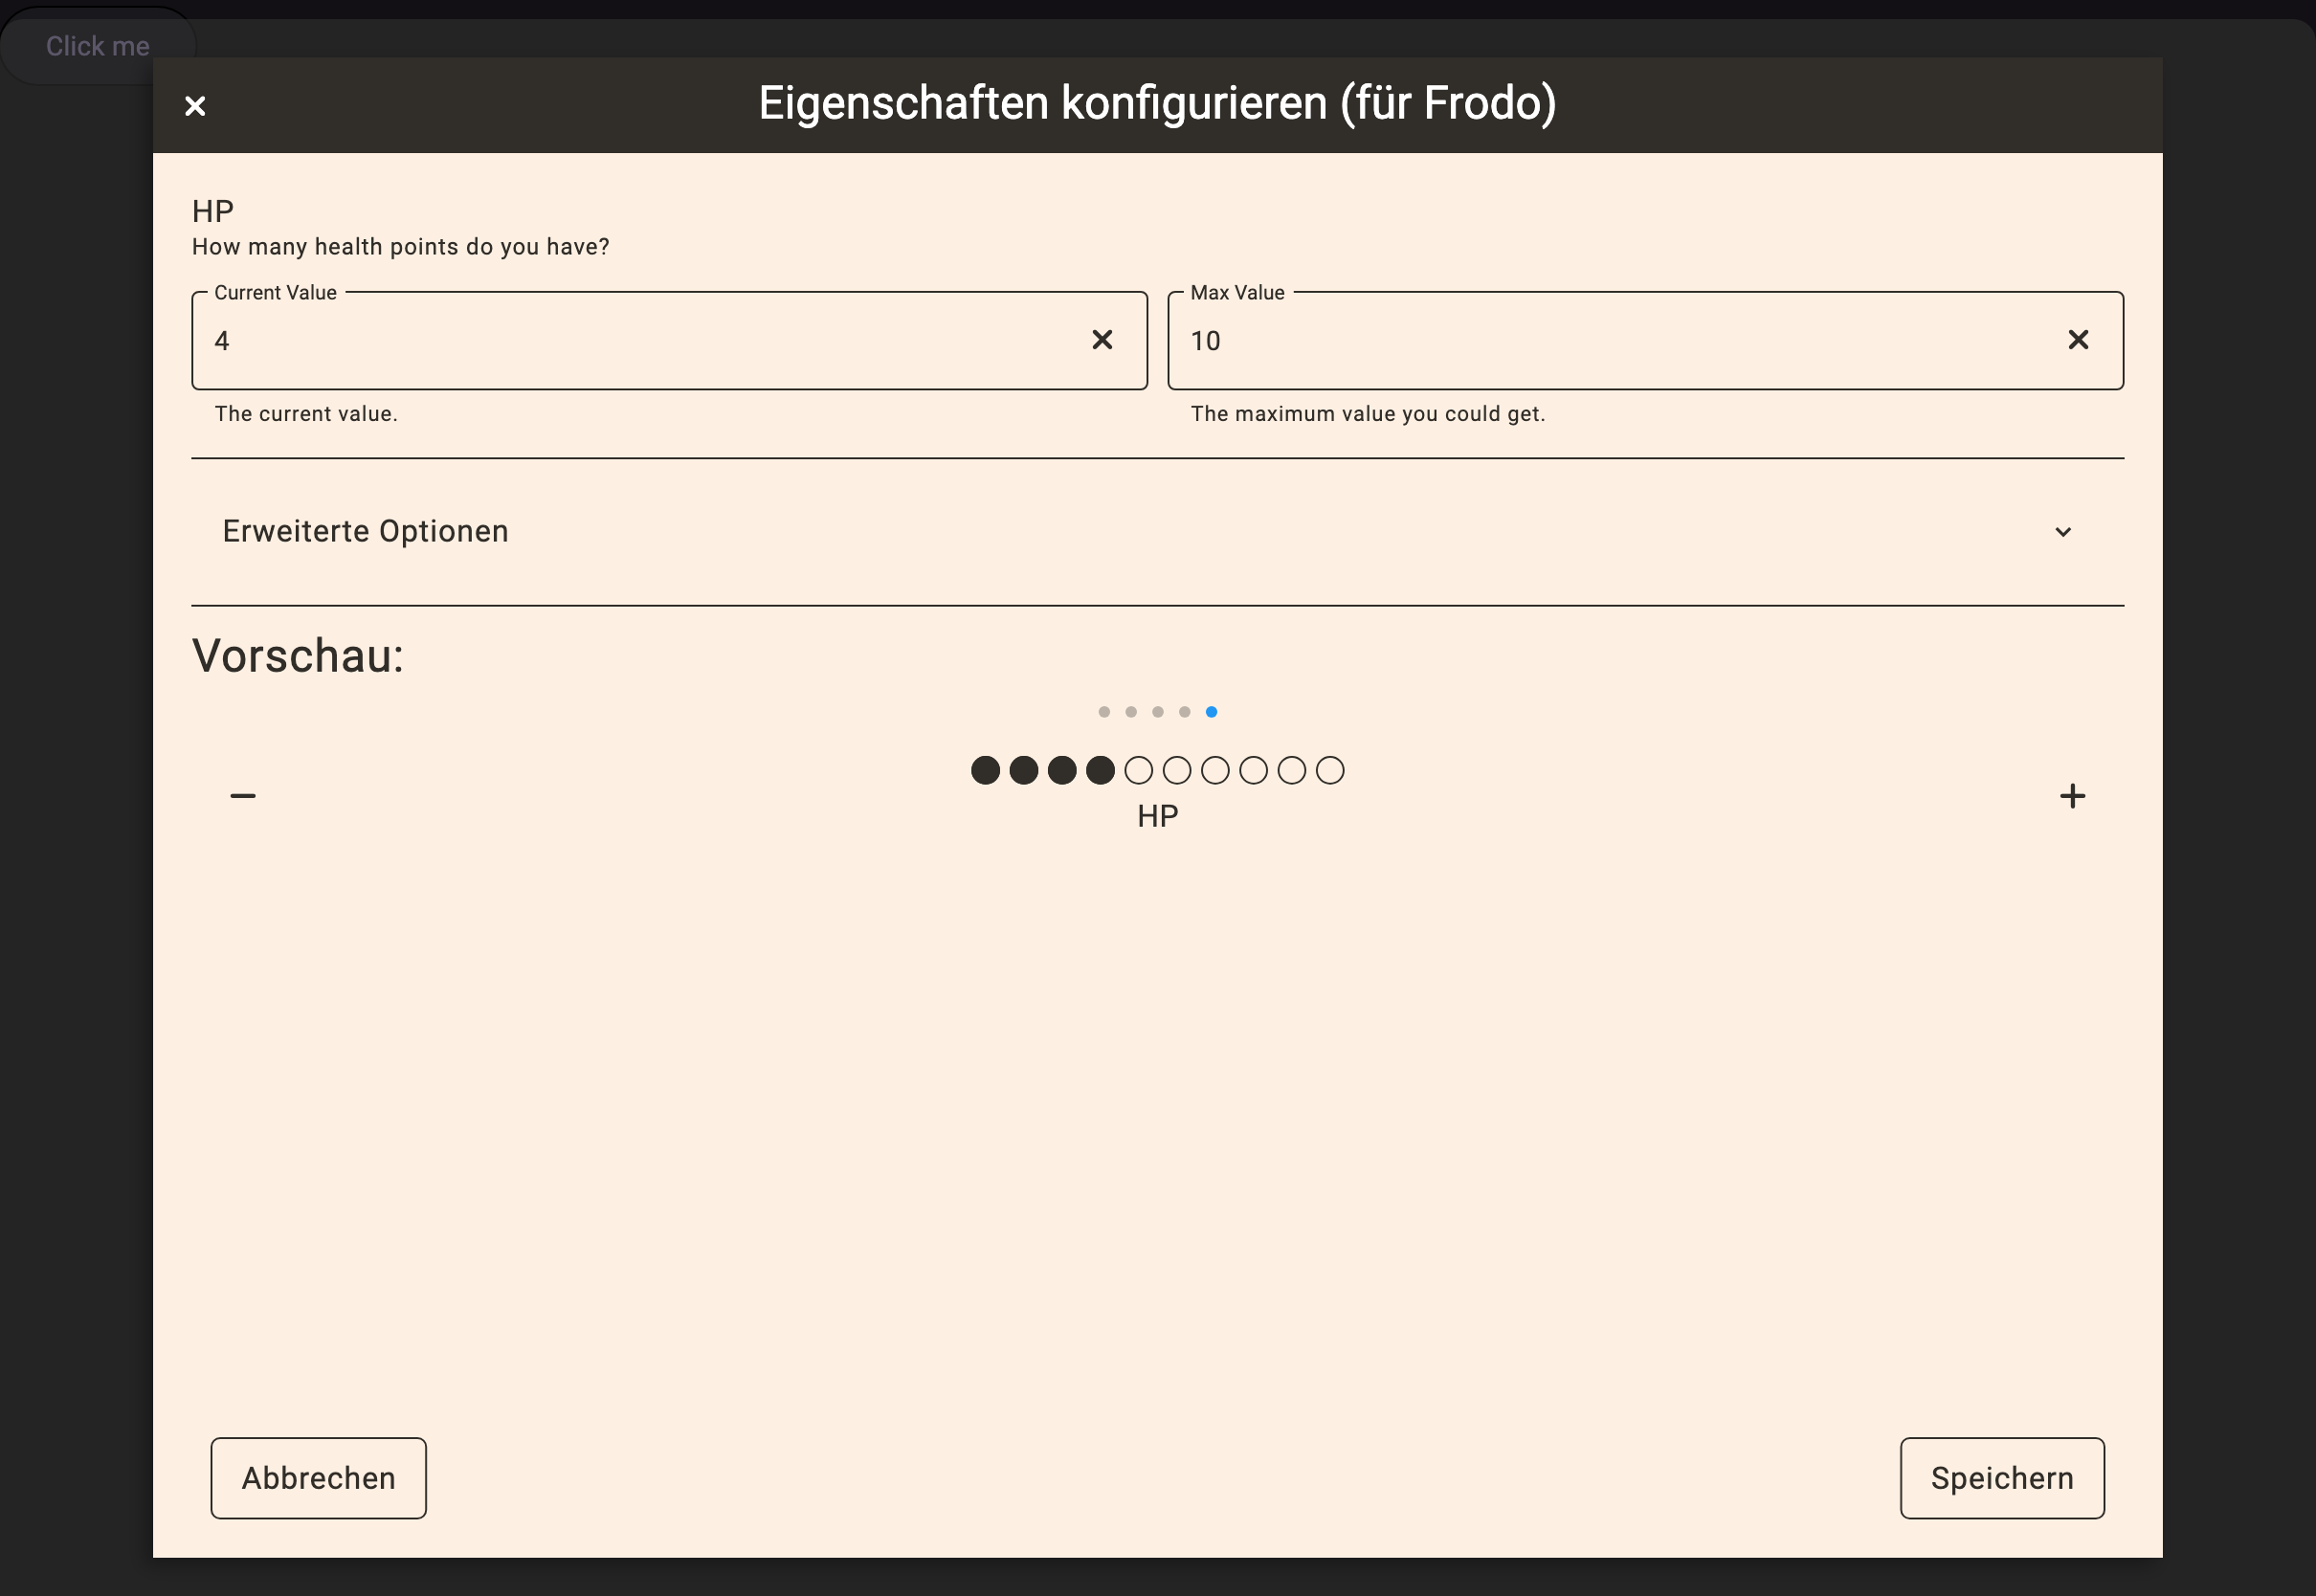 Click me
Eigenschaften konfigurieren (für Frodo)
HP
How many health points do you have?
Current Value
4
The current value.
Max Value
10
The maximum value you could get.
Erweiterte Optionen
Vorschau:
HP
Abbrechen
Speichern